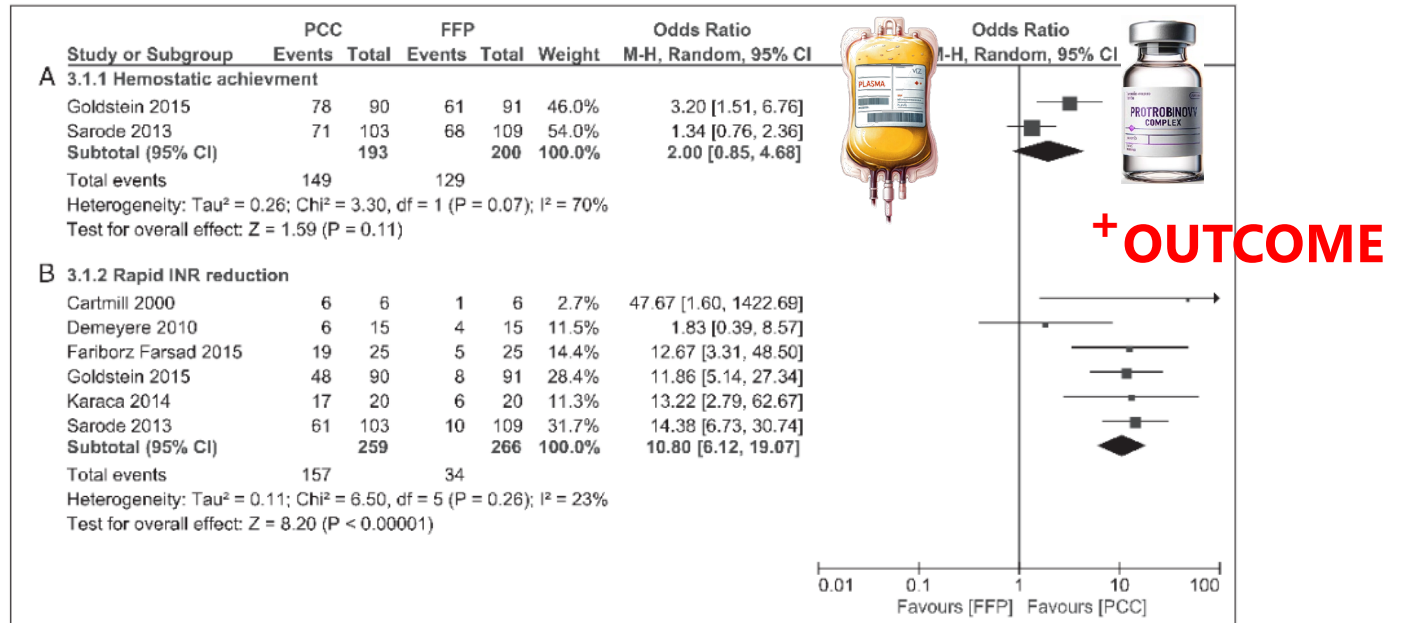 PCC FFP Odds Ratio Odds Ratio
Study or Subgroup Events Total Events Total Weight M-H, Random, 95% CI -H, Random, 95% CI
A 3.1.1 Hemostatic achievment
Goldstein 2015 78 90 61 91 46.0% 3.20 [1.51, 6.76]
Sarode 2013 71 103 68 109 54.0% 1.34 [0.76, 2.36]
Subtotal (95% CI) 193 200 100.0% 2.00 [0.85, 4.68]
Total events 149 129
Heterogeneity: Tau² = 0.26; Chi² = 3.30, df = 1 (P = 0.07); I² = 70%
Test for overall effect: Z = 1.59 (P = 0.11)
PLASMA
PROTROBINOVV
COMPLEX
+OUTCOME
B 3.1.2 Rapid INR reduction
Cartmill 2000 6 6 1 6 2.7% 47.67 [1.60, 1422.69]
Demeyere 2010 6 15 4 15 11.5% 1.83 [0.39, 8.57]
Fariborz Farsad 2015 19 25 5 25 14.4% 12.67 [3.31, 48.50]
Goldstein 2015 48 90 8 91 28.4% 11.86 [5.14, 27.34]
Karaca 2014 17 20 6 20 11.3% 13.22 [2.79, 62.67]
Sarode 2013 61 103 10 109 31.7% 14.38 [6.73, 30.74]
Subtotal (95% CI) 259 266 100.0% 10.80 [6.12, 19.07]
Total events 157 34
Heterogeneity: Tau² = 0.11; Chi² = 6.50, df = 5 (P = 0.26); I² = 23%
Test for overall effect: Z = 8.20 (P < 0.00001)
0.01 0.1 1 10 100
Favours [FFP] Favours [PCC]